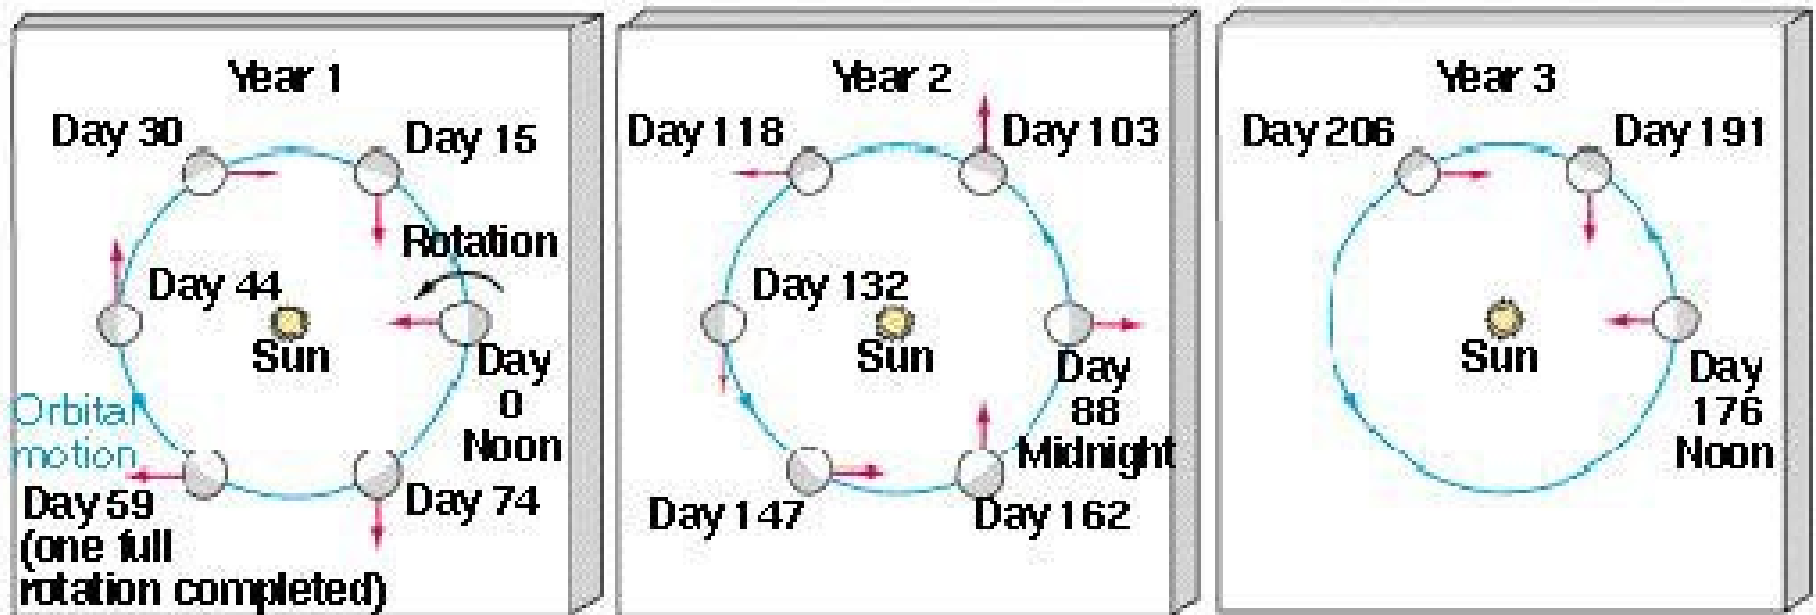 Year 1
Day 30
Day 15
Rotation
Day 44
Sun
Day
0
Noon
Orbital
motion
Day 59
(one full
rotation completed)
Day 74
Year 2
Day 118
Day 103
Day 132
Sun
Day
88
Midnight
Day 147
Day 162
Year 3
Day 206
Day 191
Sun
Day
176
Noon